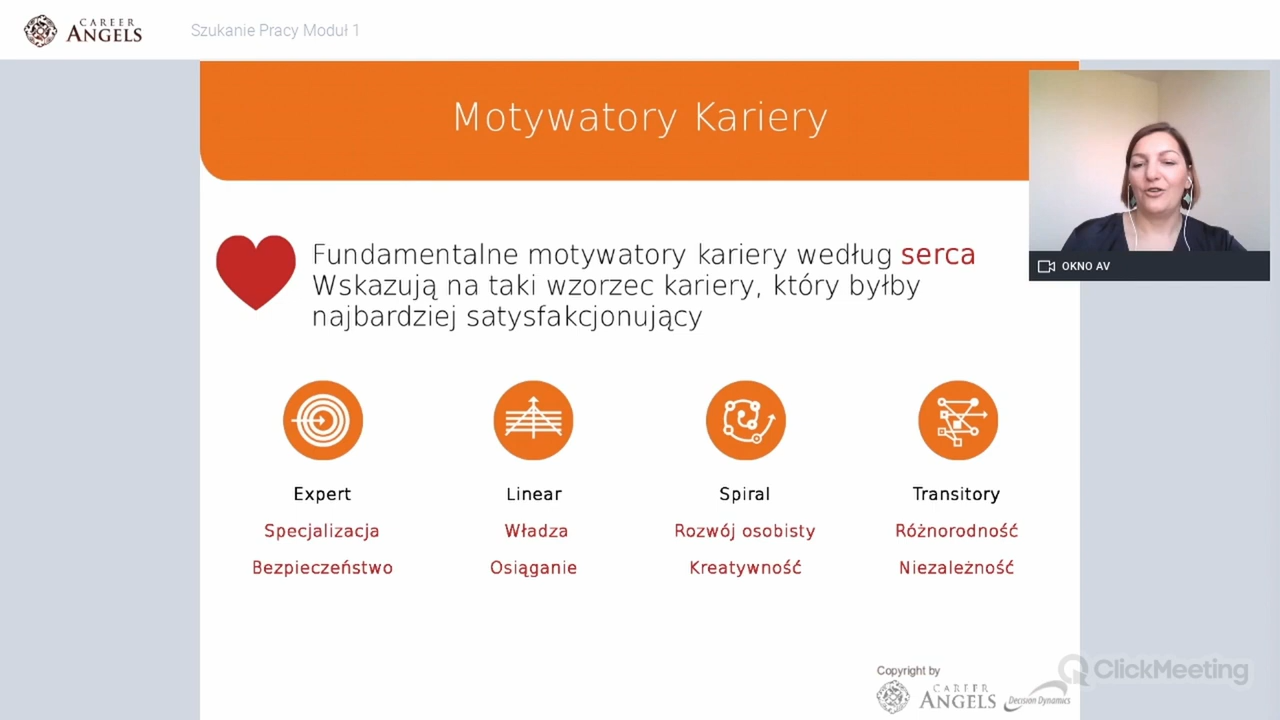 CAREER
ANGELS
Szukanie Pracy Moduł 1
Motywatory Kariery
OKNO AV
Fundamentalne motywatory kariery według serca
Wskazują na taki wzorzec kariery, który byłby
najbardziej satysfakcjonujący
Expert
Linear
Spiral
Transitory
Specjalizacja
Władza
Rozwój osobisty
Różnorodność
Bezpieczeństwo
Osiąganie
Kreatywność
Niezależność
Copyright by
CAREER
ANGELS
Decision Dynamics
ClickMeeting